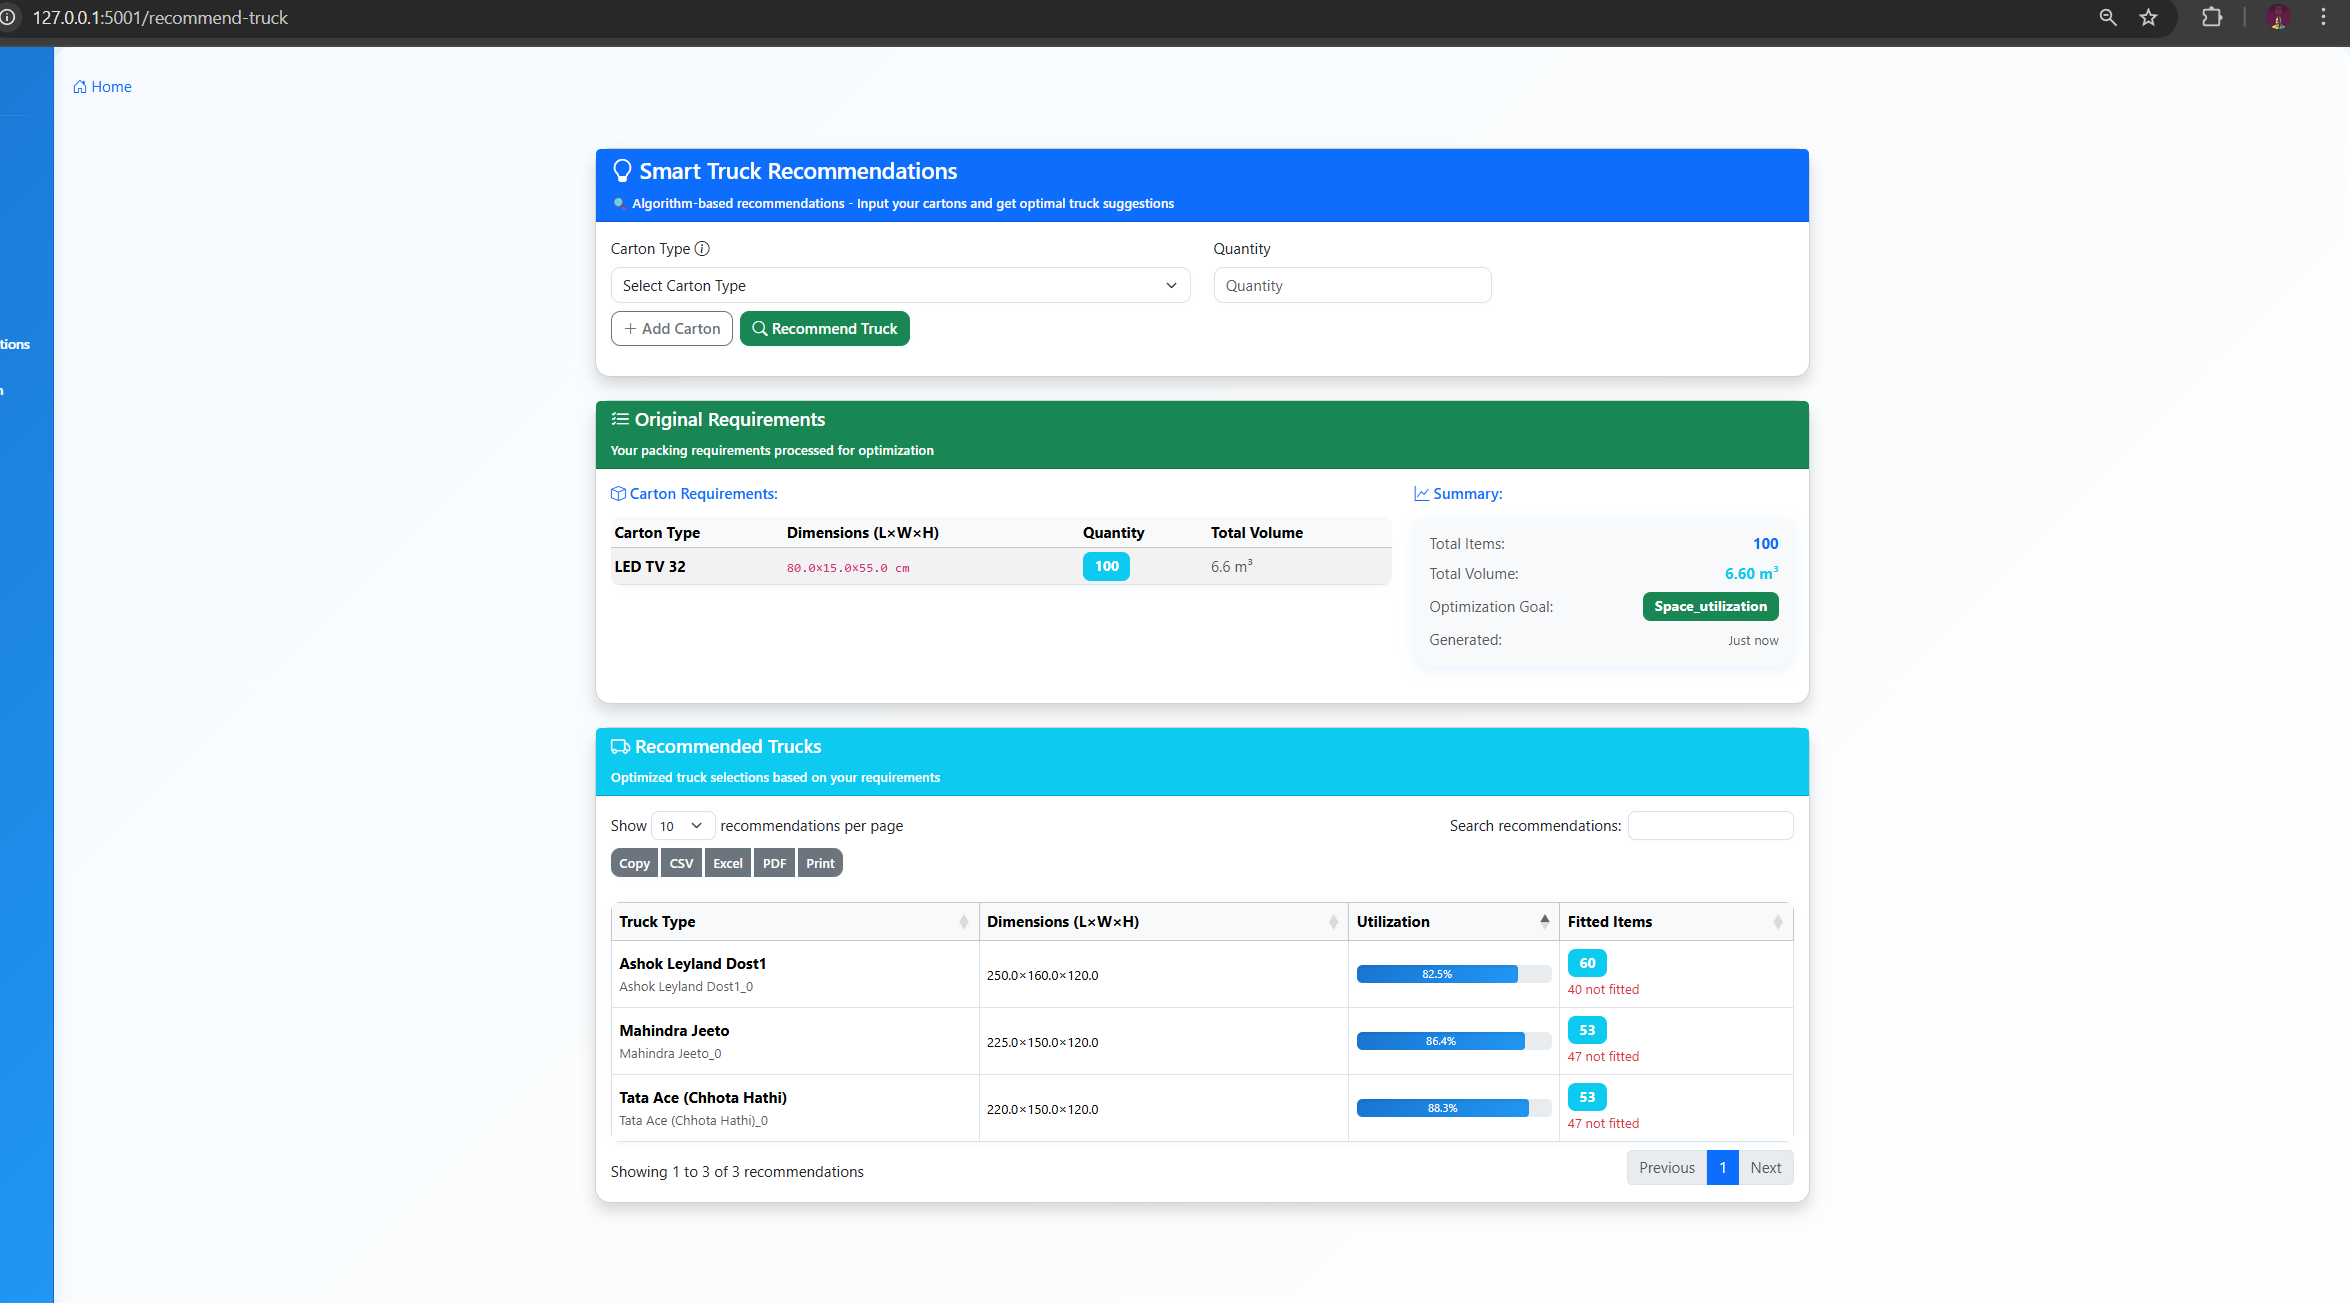 127.0.0.1:5001/recommend-truck
Home
tions
Smart Truck Recommendations
Algorithm-based recommendations - Input your cartons and get optimal truck suggestions
Carton Type
Quantity
Select Carton Type
Quantity
+ Add Carton
Recommend Truck
Original Requirements
Your packing requirements processed for optimization
Carton Requirements:
Carton Type Dimensions (L×W×H) Quantity Total Volume
LED TV 32 80.0×15.0×55.0 cm 100 6.6 m³
Summary:
Total Items: 100
Total Volume: 6.60 m³
Optimization Goal: Space_utilization
Generated: Just now
Recommended Trucks
Optimized truck selections based on your requirements
Show 10 recommendations per page
Search recommendations:
Copy CSV Excel PDF Print
Truck Type Dimensions (L×W×H) Utilization Fitted Items
Ashok Leyland Dost1
Ashok Leyland Dost1_0
250.0×160.0×120.0
82.5%
60
40 not fitted
Mahindra Jeeto
Mahindra Jeeto_0
225.0×150.0×120.0
86.4%
53
47 not fitted
Tata Ace (Chhota Hathi)
Tata Ace (Chhota Hathi)_0
220.0×150.0×120.0
88.3%
53
47 not fitted
Showing 1 to 3 of 3 recommendations
Previous 1 Next